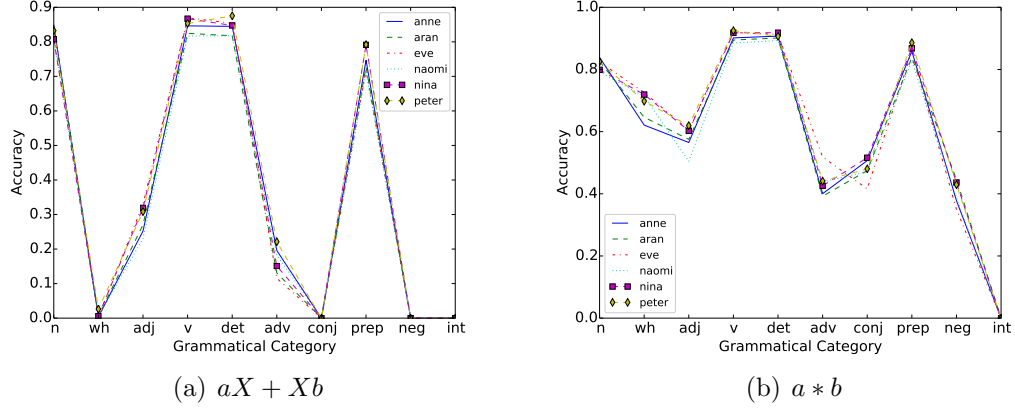 0.9
0.8
0.7
0.6
0.5
0.4
0.3
0.2
0.1
0.0
Accuracy
n wh adj v det adv conj prep neg int
Grammatical Category
anne
aran
eve
naomi
nina
peter
(a) aX + Xb
1.0
0.8
0.6
0.4
0.2
0.0
Accuracy
n wh adj v det adv conj prep neg int
Grammatical Category
anne
aran
eve
naomi
nina
peter
(b) a ∗ b